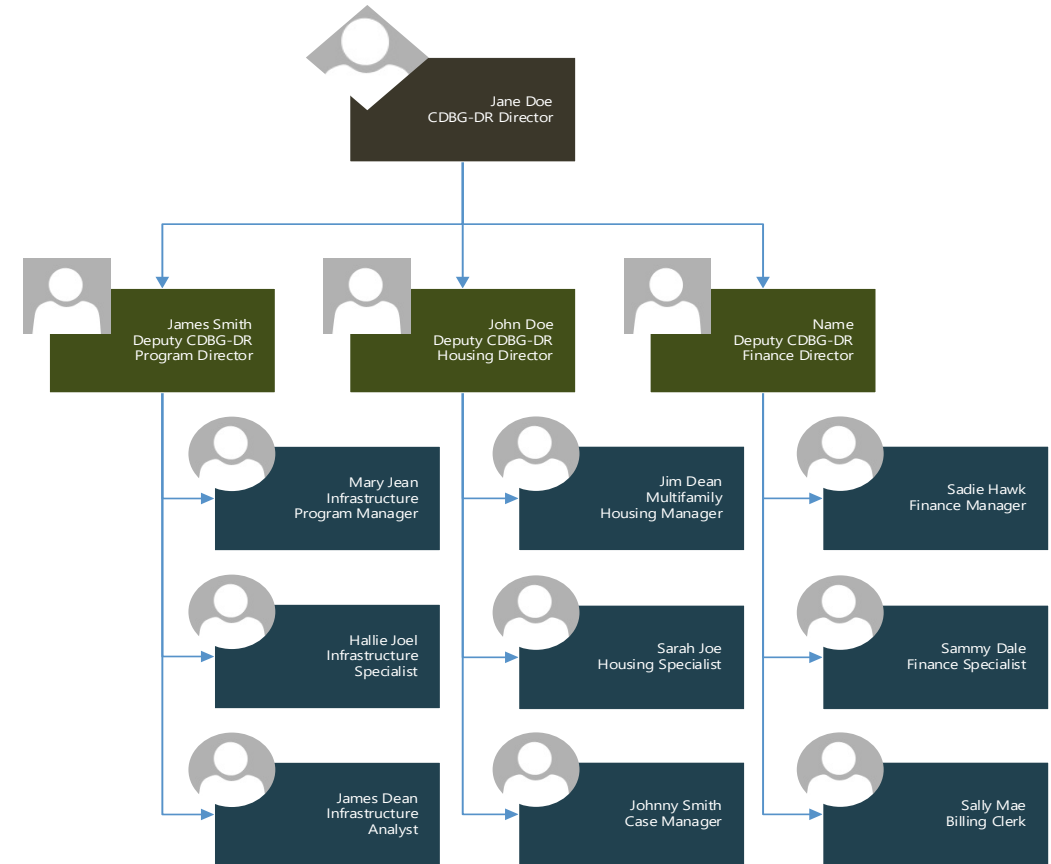 Jane Doe
CDBG-DR Director
James Smith
Deputy CDBG-DR
Program Director
John Doe
Deputy CDBG-DR
Housing Director
Name
Deputy CDBG-DR
Finance Director
Mary Jean
Infrastructure
Program Manager
Jim Dean
Multifamily
Housing Manager
Sadie Hawk
Finance Manager
Hallie Joel
Infrastructure
Specialist
Sarah Joe
Housing Specialist
Sammy Dale
Finance Specialist
James Dean
Infrastructure
Analyst
Johnny Smith
Case Manager
Sally Mae
Billing Clerk